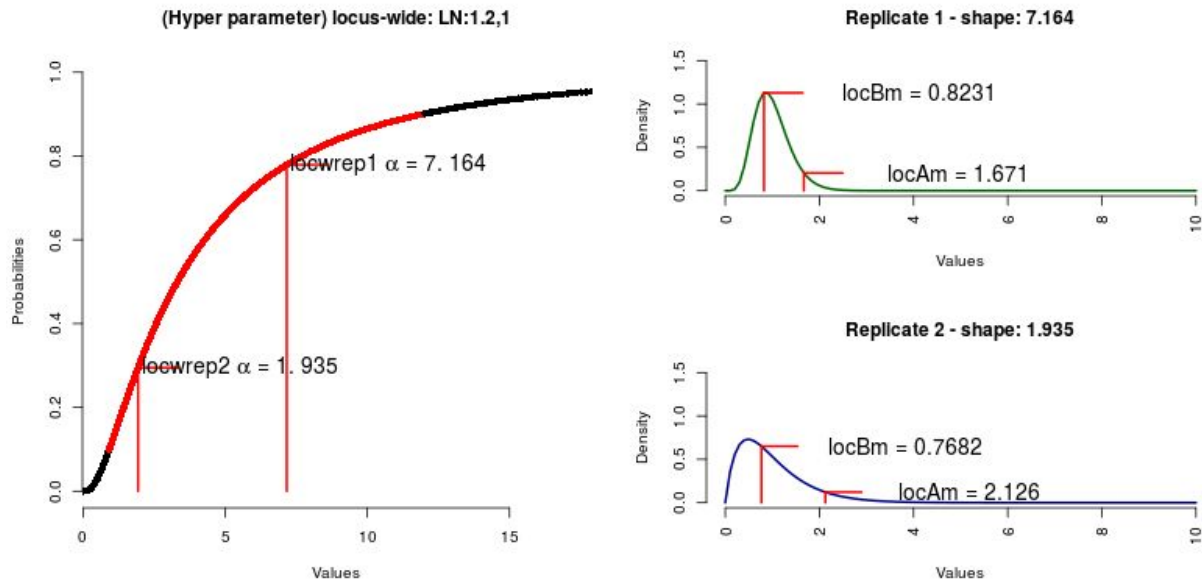 (Hyper parameter) locus-wide: LN:1.2,1
Probabilities
1.0
0.8
0.6
0.4
0.2
0.0
locwrep1 α = 7. 164
locwrep2 α = 1. 935
0 5 10 15
Values
Replicate 1 - shape: 7.164
Density
1.5
1.0
0.5
0.0
locBm = 0.8231
locAm = 1.671
0 2 4 6 8 10
Values
Replicate 2 - shape: 1.935
Density
1.5
1.0
0.5
0.0
locBm = 0.7682
locAm = 2.126
0 2 4 6 8 10
Values